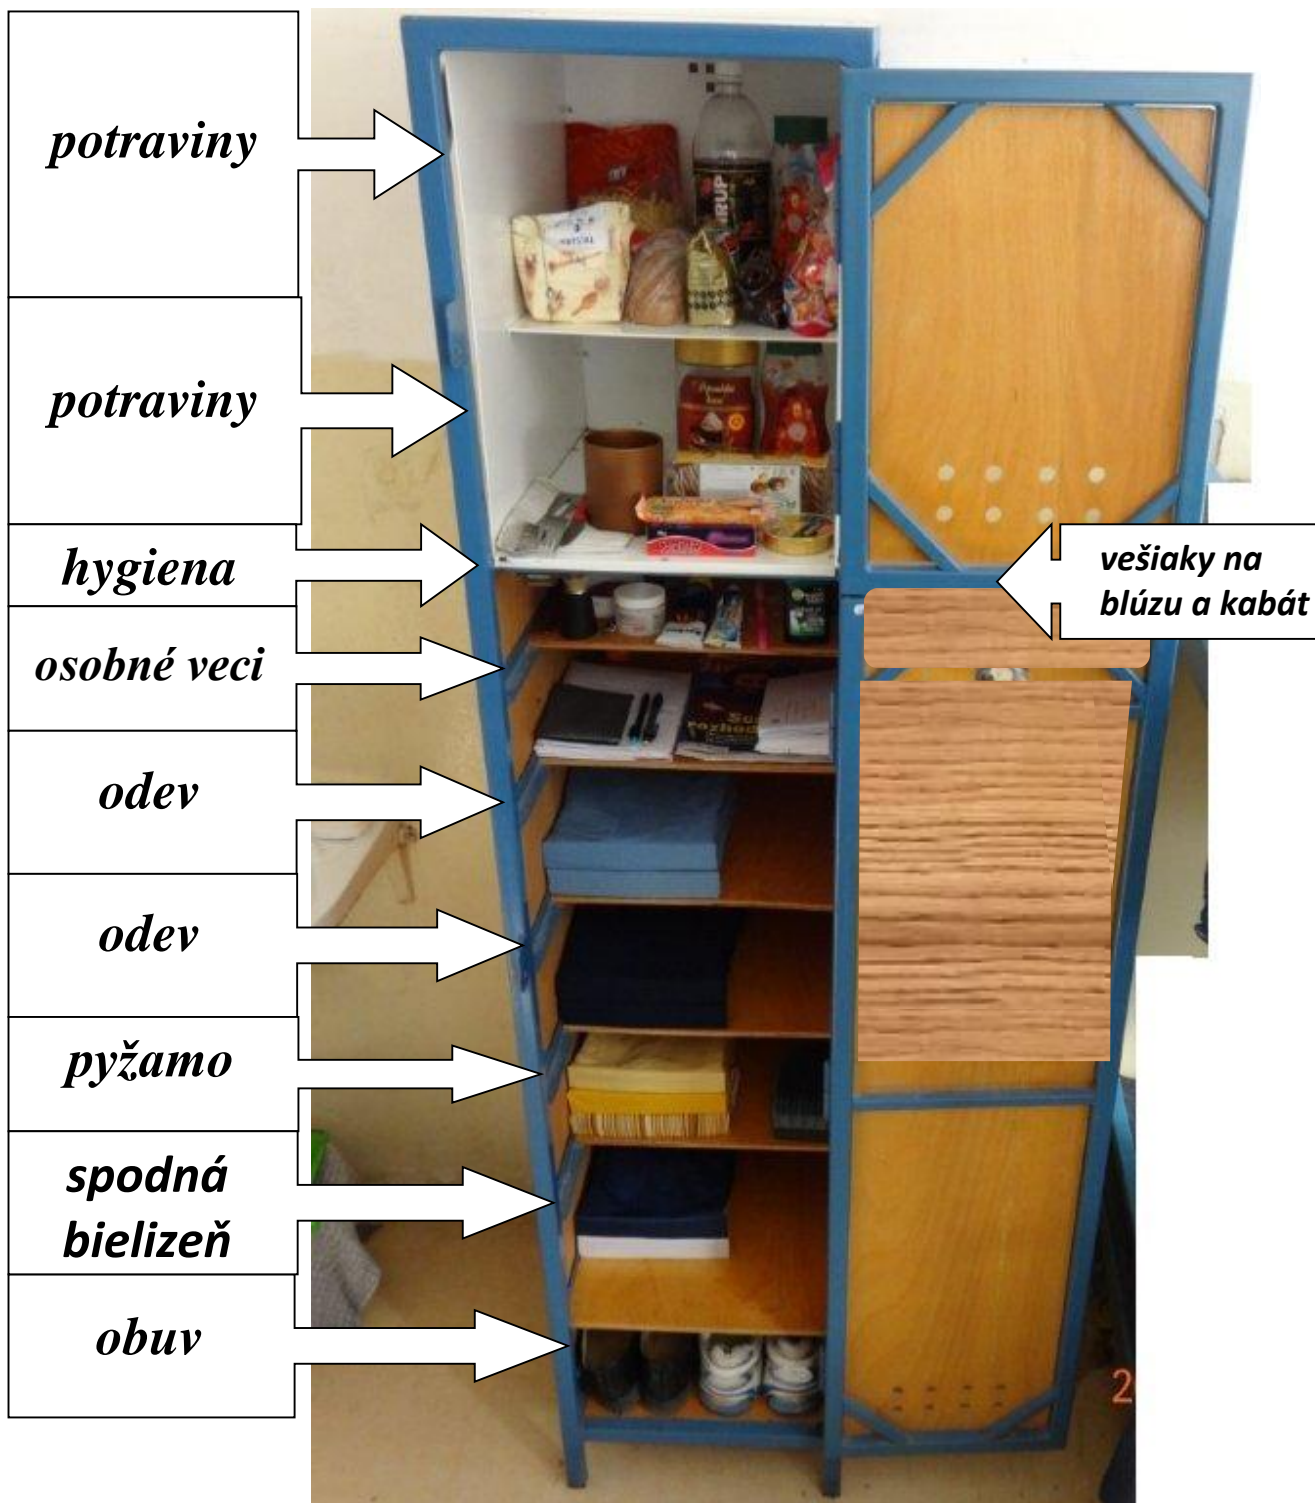 potraviny
potraviny
hygiena
osobné veci
odev
odev
pyžamo
spodná
bielizeň
obuv
vešiaky na
blúzu a kabát